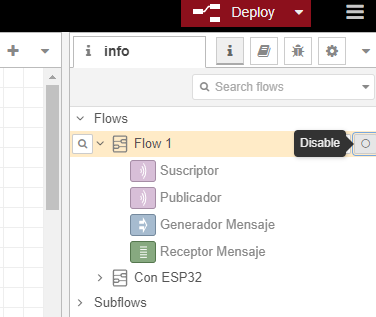 Deploy
info
Search flows
Flows
Flow 1
Disable
Suscriptor
Publicador
Generador Mensaje
Receptor Mensaje
Con ESP32
Subflows